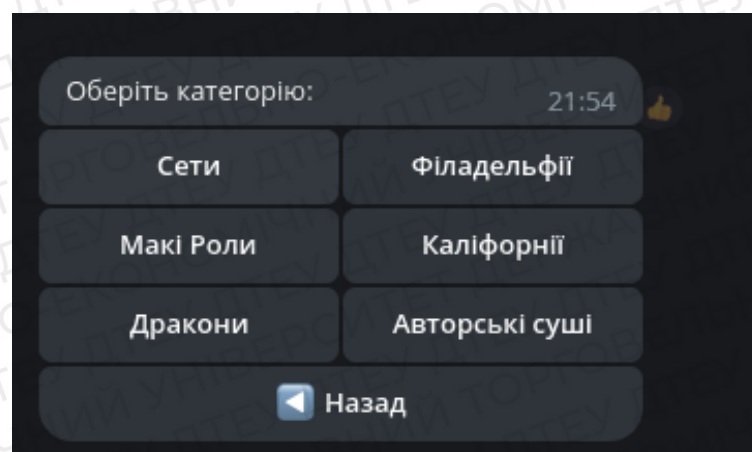 Оберіть категорію:
21:54
Сети Філадельфії
Макі Роли Каліфорнії
Дракони Авторські суші
Назад